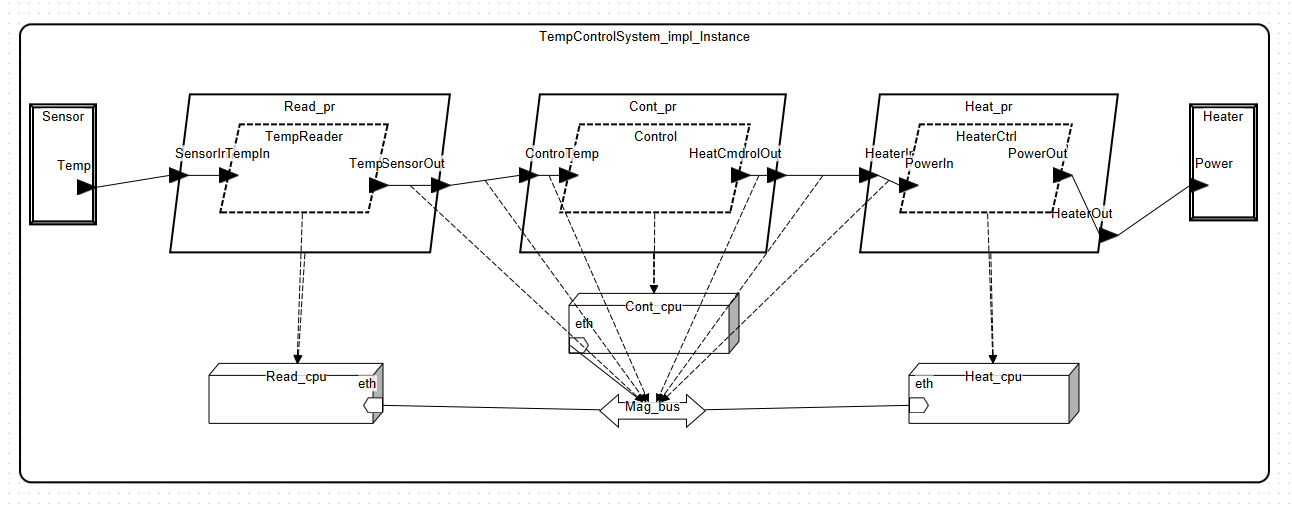 TempControlSystem_impl_Instance
Read_pr
Cont_pr
Heat_pr
Sensor
TempReader
Control
HeaterCtrl
Heater
Temp
SensorIrTempIn
TempSensorOut
ControTemp
HeatCmdrolOut
HeaterIr
PowerIn
PowerOut
Power
HeaterOut
Cont_cpu
eth
Read_cpu
eth
Mag_bus
Heat_cpu
eth